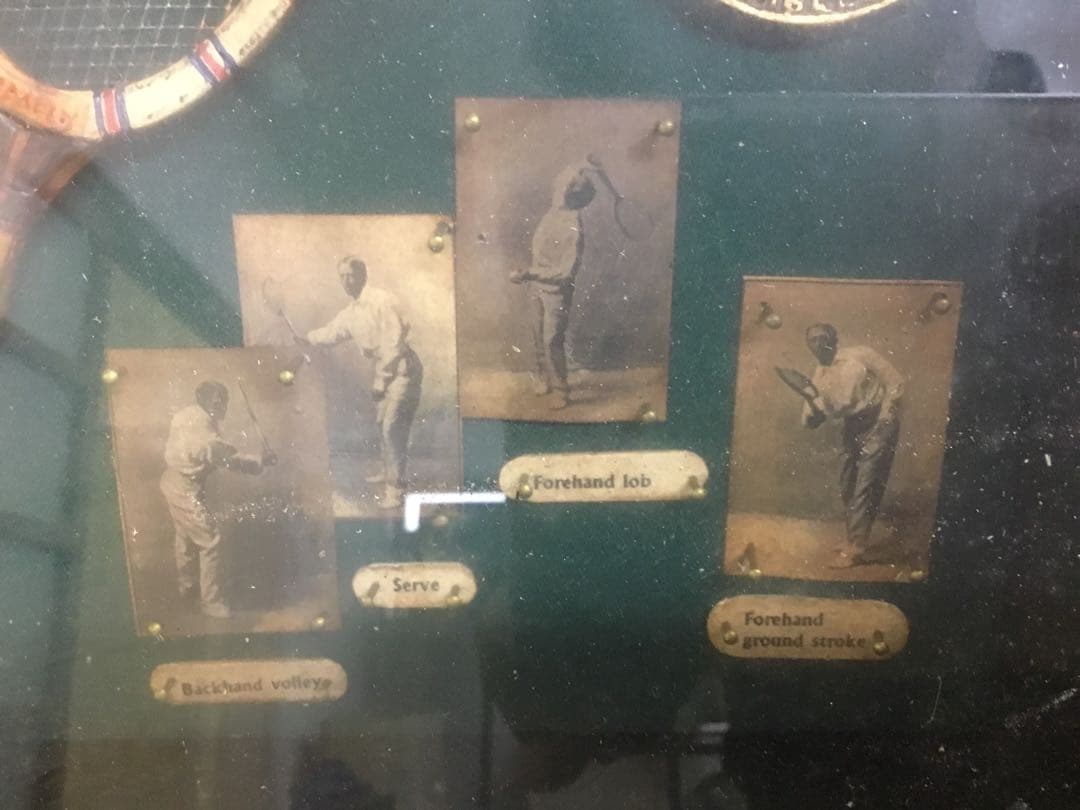 Forehand lob
Serve
Forehand
ground stroke
Backhand volley